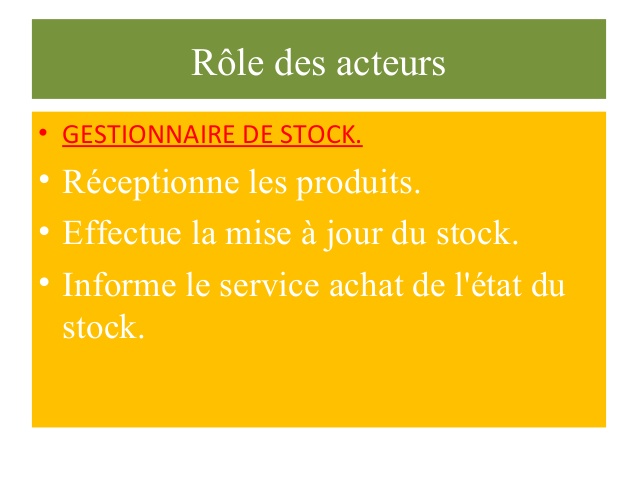 Rôle des acteurs
• GESTIONNAIRE DE STOCK.
• Réceptionne les produits.
• Effectue la mise à jour du stock.
• Informe le service achat de l'état du
stock.